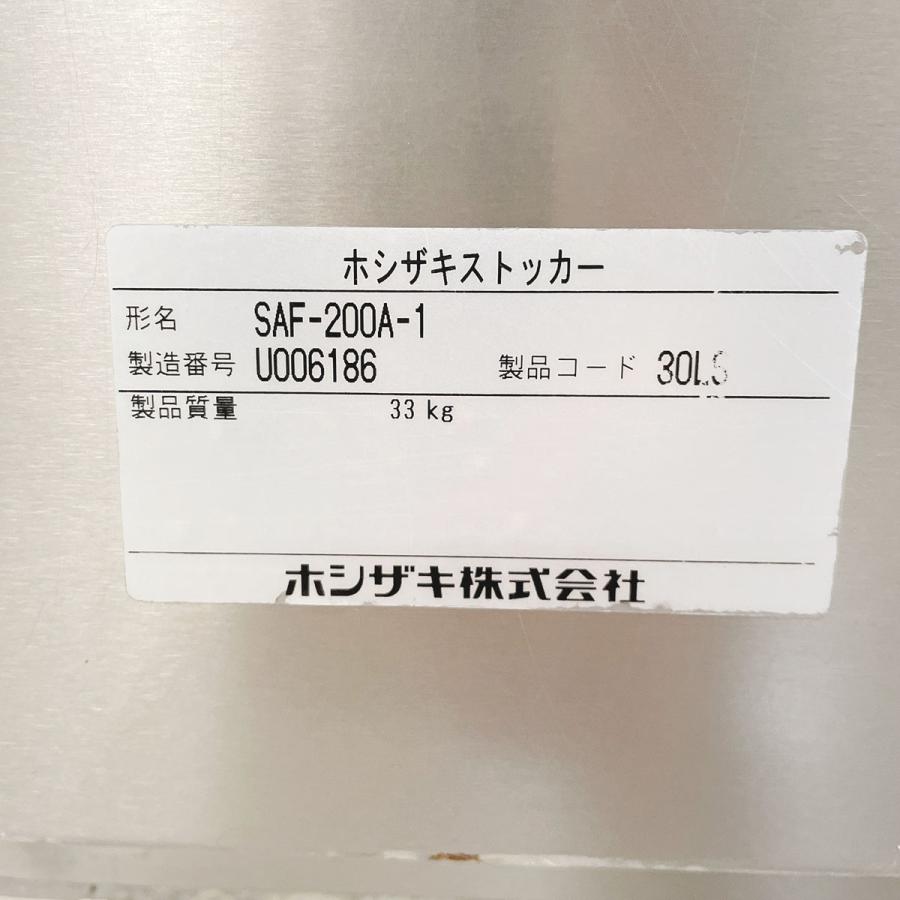 ホシザキストッカー
形名 SAF-200A-1
製造番号 U006186 製品コード
製品質量 33 kg
ホシザキ株式会社